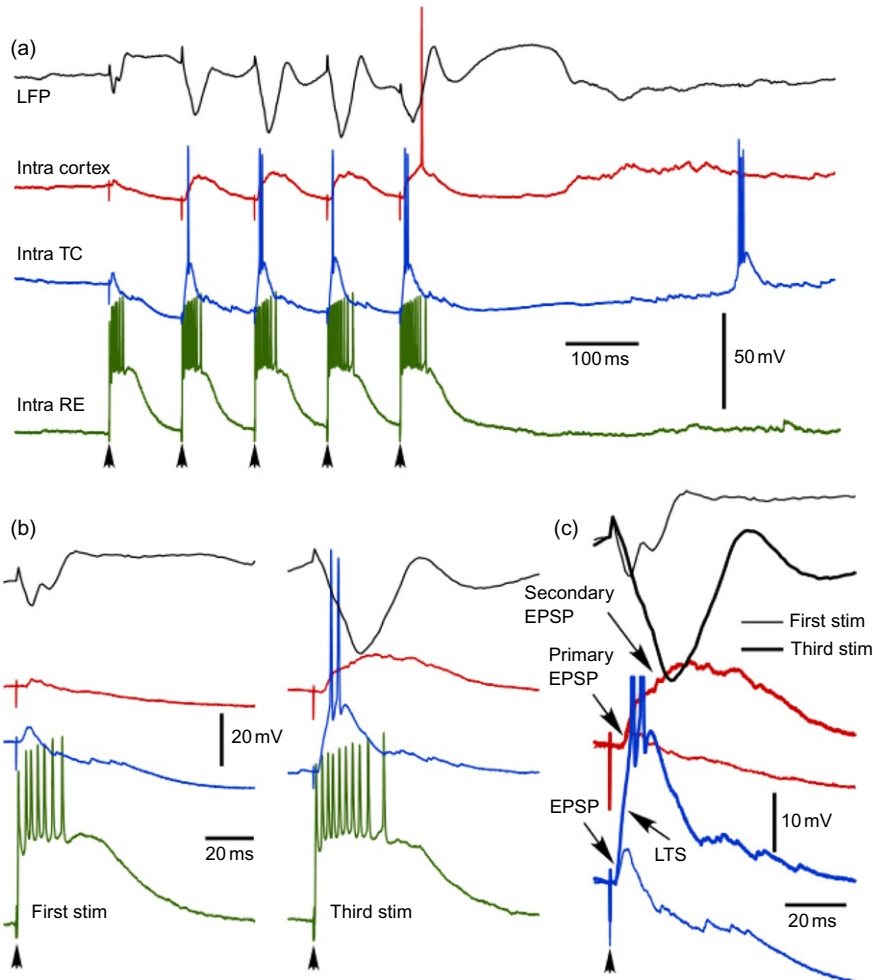 (a)
LFP
Intra cortex
Intra TC
100 ms
50 mV
Intra RE
(b)
20 mV
20 ms
First stim
Third stim
(c)
Secondary
EPSP
First stim
Third stim
Primary
EPSP
EPSP
10 mV
LTS
20 ms